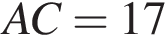 AC = 17